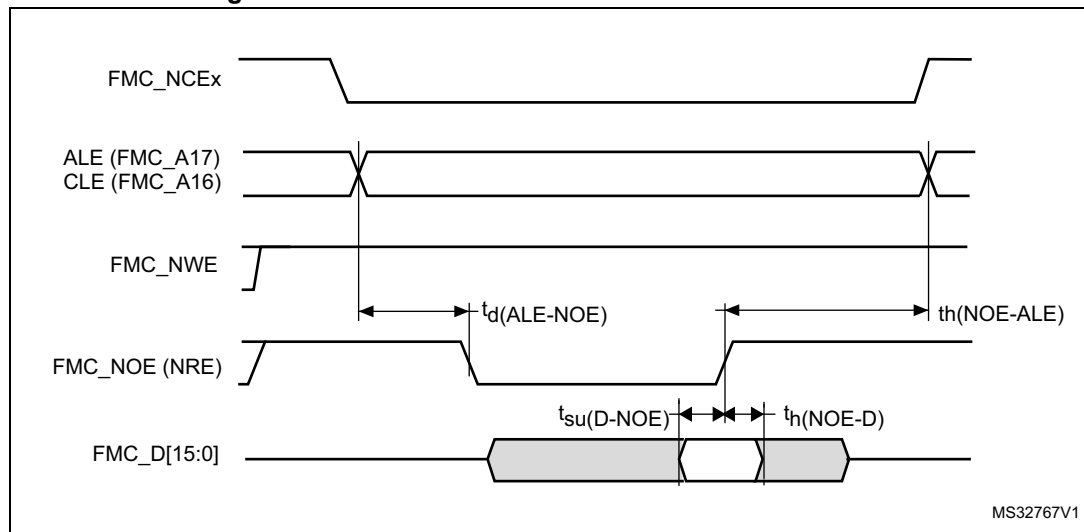 FMC_NCEx
ALE (FMC_A17)
CLE (FMC_A16)
FMC_NWE
td(ALE-NOE)
th(NOE-ALE)
FMC_NOE (NRE)
tsu(D-NOE)
th(NOE-D)
FMC_D[15:0]
MS32767V1